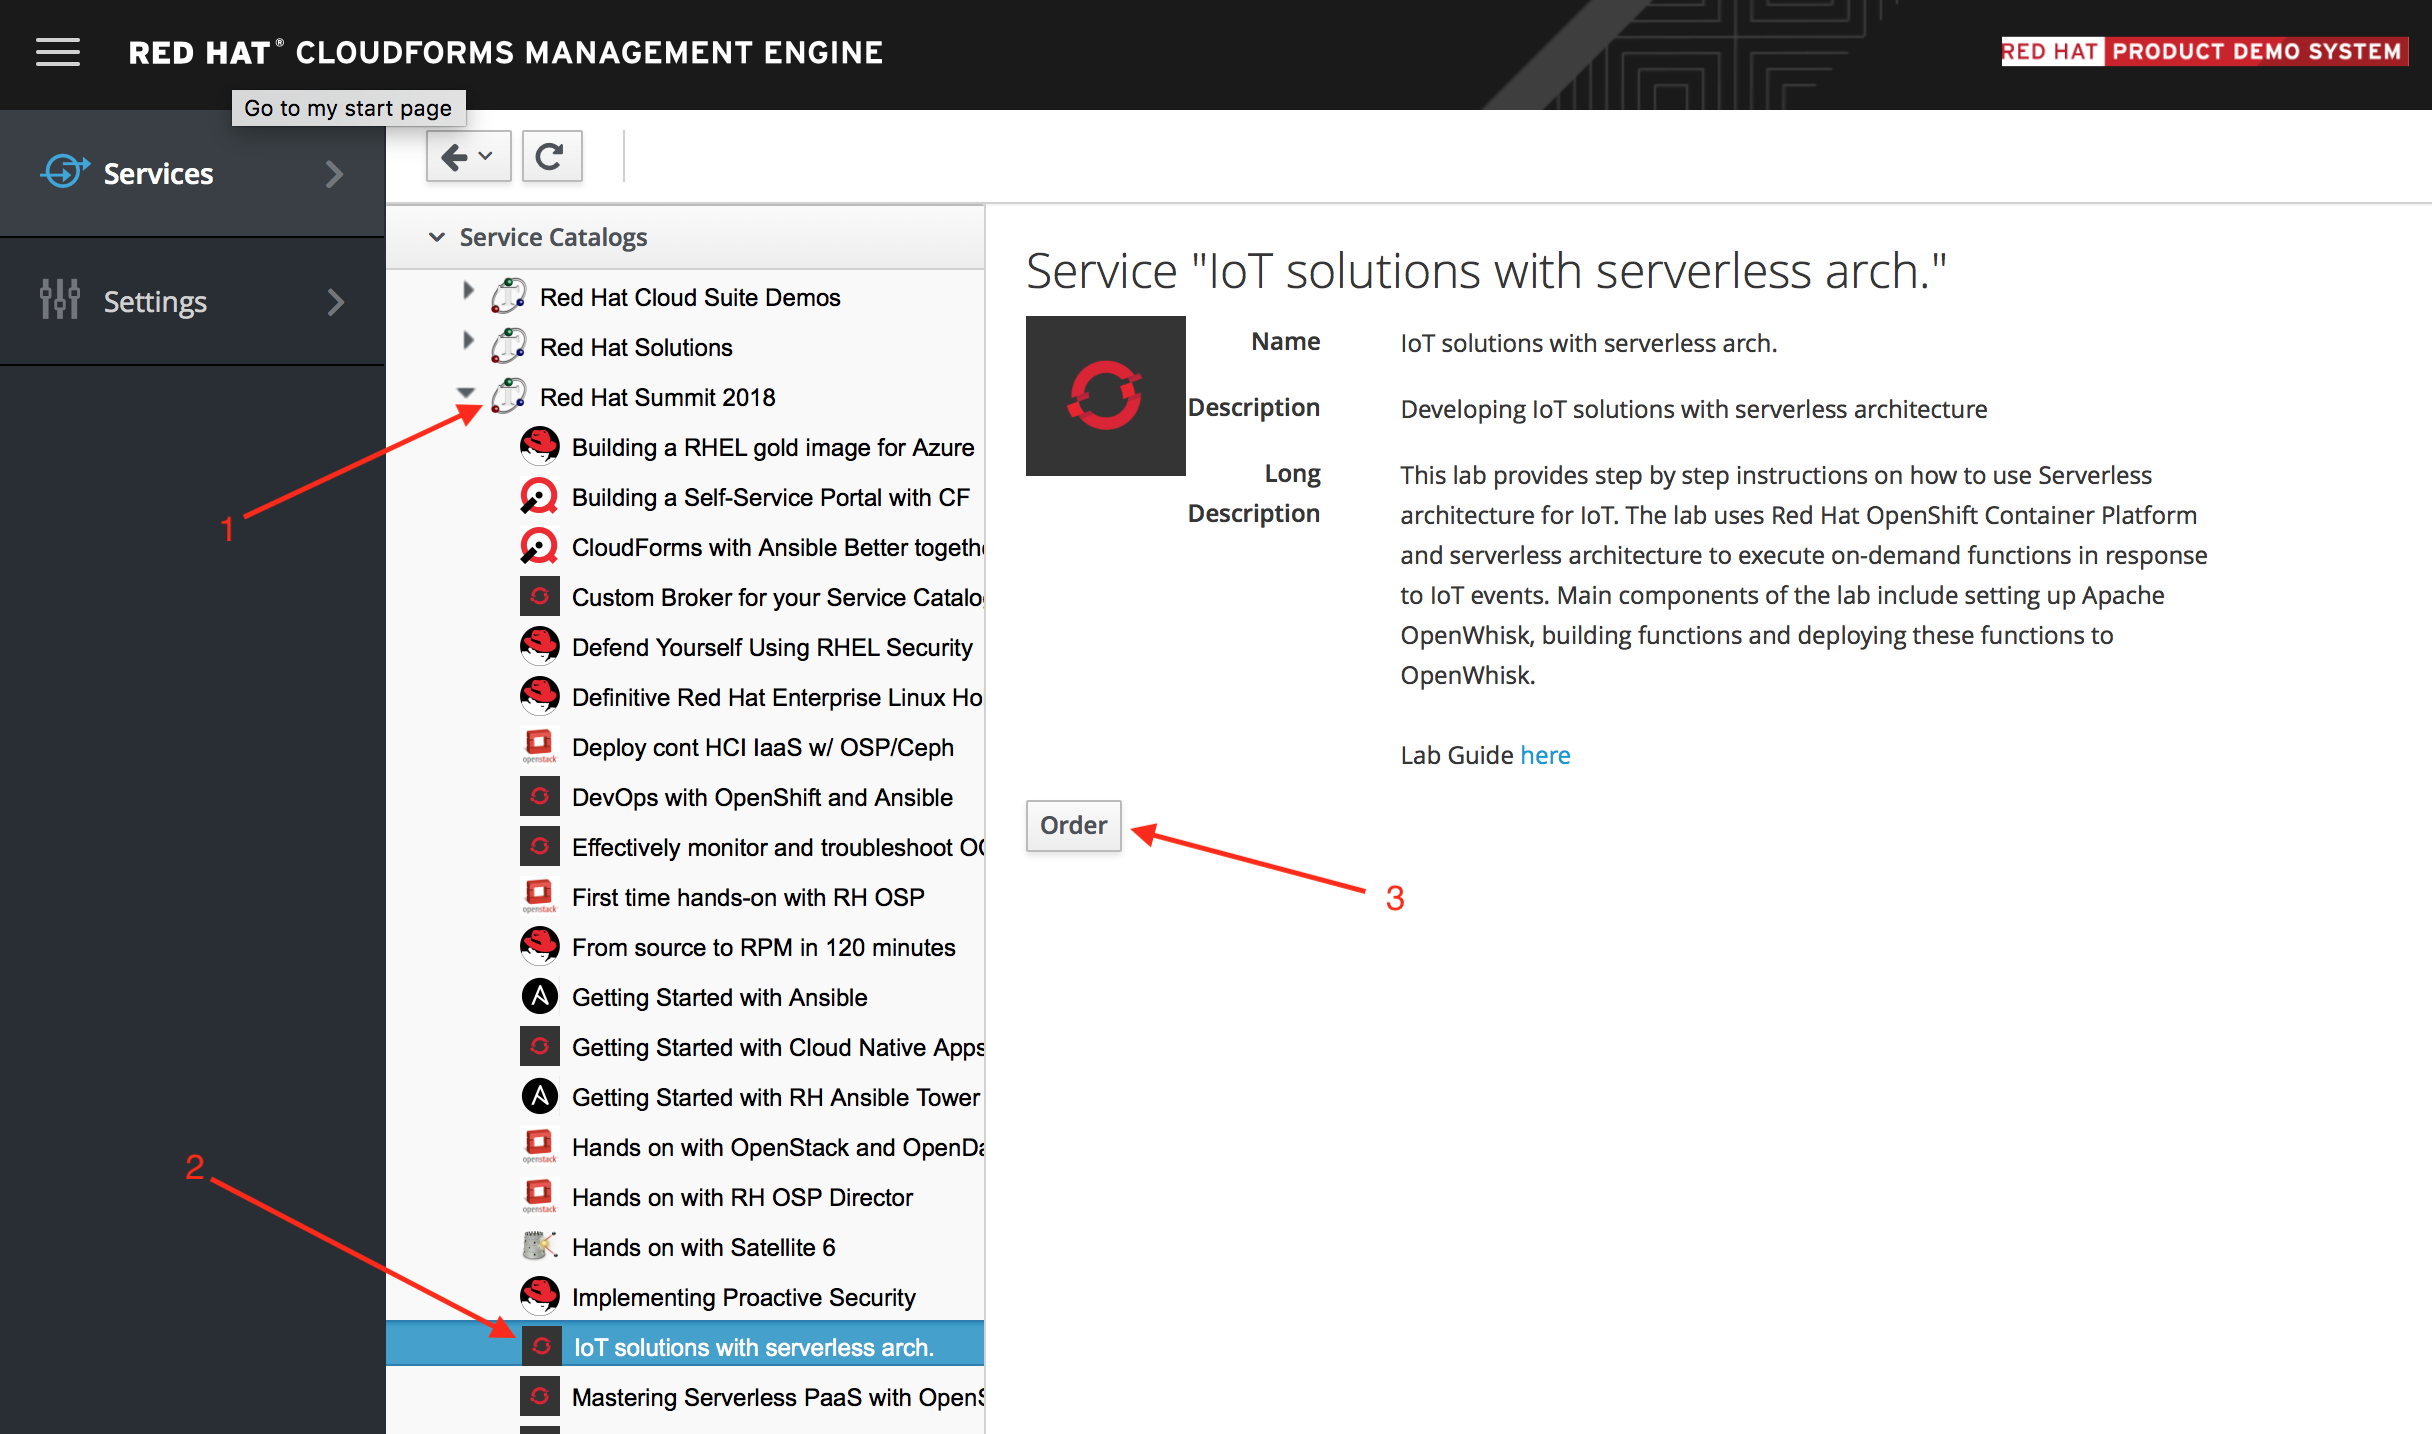 RED HAT® CLOUDFORMS MANAGEMENT ENGINE
RED HAT PRODUCT DEMO SYSTEM
Go to my start page
Services
Settings
Service Catalogs
Red Hat Cloud Suite Demos
Red Hat Solutions
Red Hat Summit 2018
1
Building a RHEL gold image for Azure
Building a Self-Service Portal with CF
CloudForms with Ansible Better togethe
Custom Broker for your Service Catalo
Defend Yourself Using RHEL Security
Definitive Red Hat Enterprise Linux Ho
openstack Deploy cont HCI IaaS w/ OSP/Ceph
DevOps with OpenShift and Ansible
Effectively monitor and troubleshoot OC
openstack First time hands-on with RH OSP
From source to RPM in 120 minutes
Getting Started with Ansible
Getting Started with Cloud Native Apps
Getting Started with RH Ansible Tower
openstack Hands on with OpenStack and OpenDa
2
openstack Hands on with RH OSP Director
Hands on with Satellite 6
Implementing Proactive Security
IoT solutions with serverless arch.
Mastering Serverless PaaS with OpenS
Service "IoT solutions with serverless arch."
Name IoT solutions with serverless arch.
Description Developing IoT solutions with serverless architecture
Long Description
This lab provides step by step instructions on how to use Serverless
architecture for IoT. The lab uses Red Hat OpenShift Container Platform
and serverless architecture to execute on-demand functions in response
to IoT events. Main components of the lab include setting up Apache
OpenWhisk, building functions and deploying these functions to
OpenWhisk.
Lab Guide here
Order
3